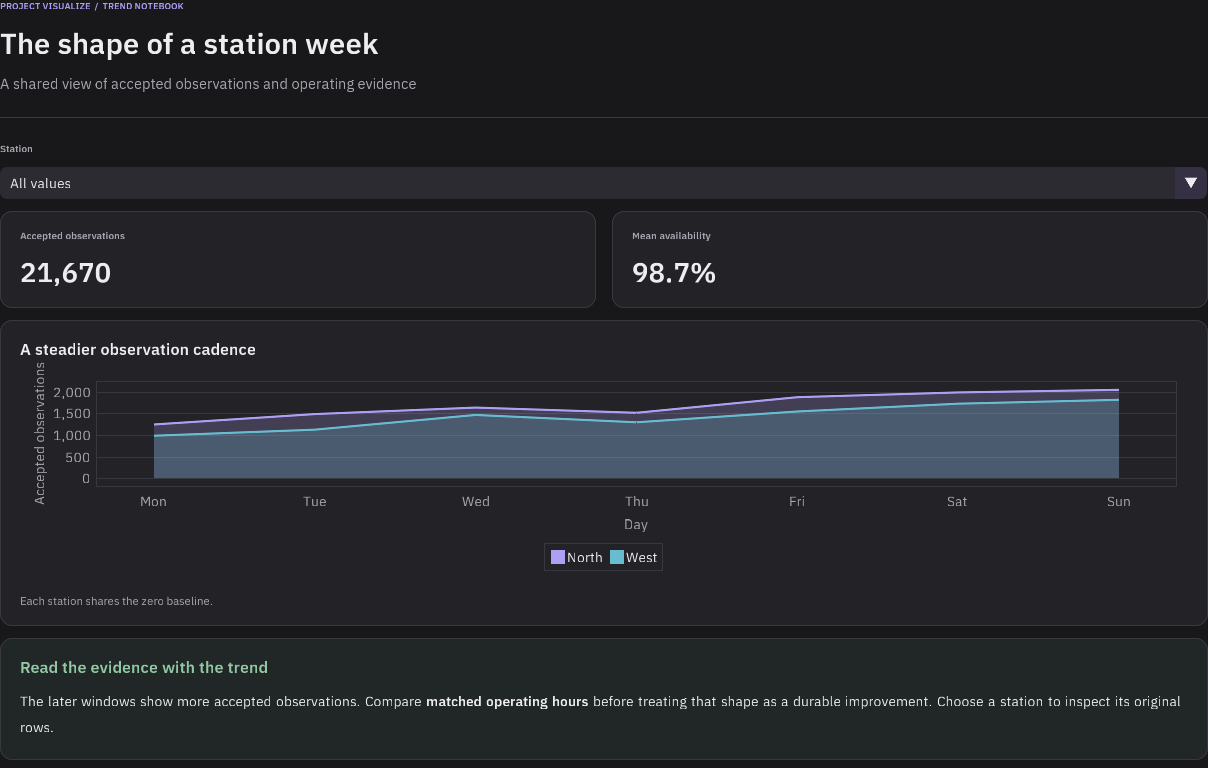 PROJECT VISUALIZE / TREND NOTEBOOK
The shape of a station week
A shared view of accepted observations and operating evidence
Station
All values
Accepted observations
21,670
Mean availability
98.7%
A steadier observation cadence
Accepted observations
2,000
1,500
1,000
500
0
Mon Tue Wed Thu Fri Sat Sun
Day
North West
Each station shares the zero baseline.
Read the evidence with the trend
The later windows show more accepted observations. Compare matched operating hours before treating that shape as a durable improvement. Choose a station to inspect its original
rows.